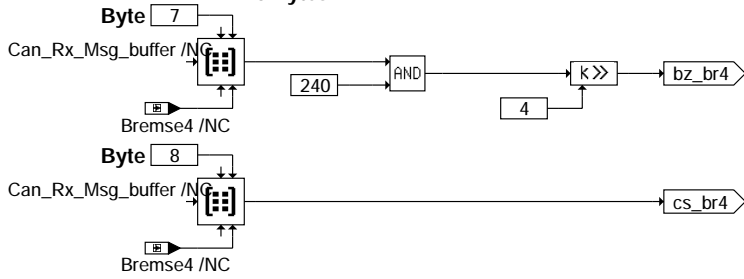 Byte 7
Can_Rx_Msg_buffer /NC
240
AND
k >>
bz_br4
4
Bremse4 /NC
Byte 8
Can_Rx_Msg_buffer /NC
cs_br4
Bremse4 /NC